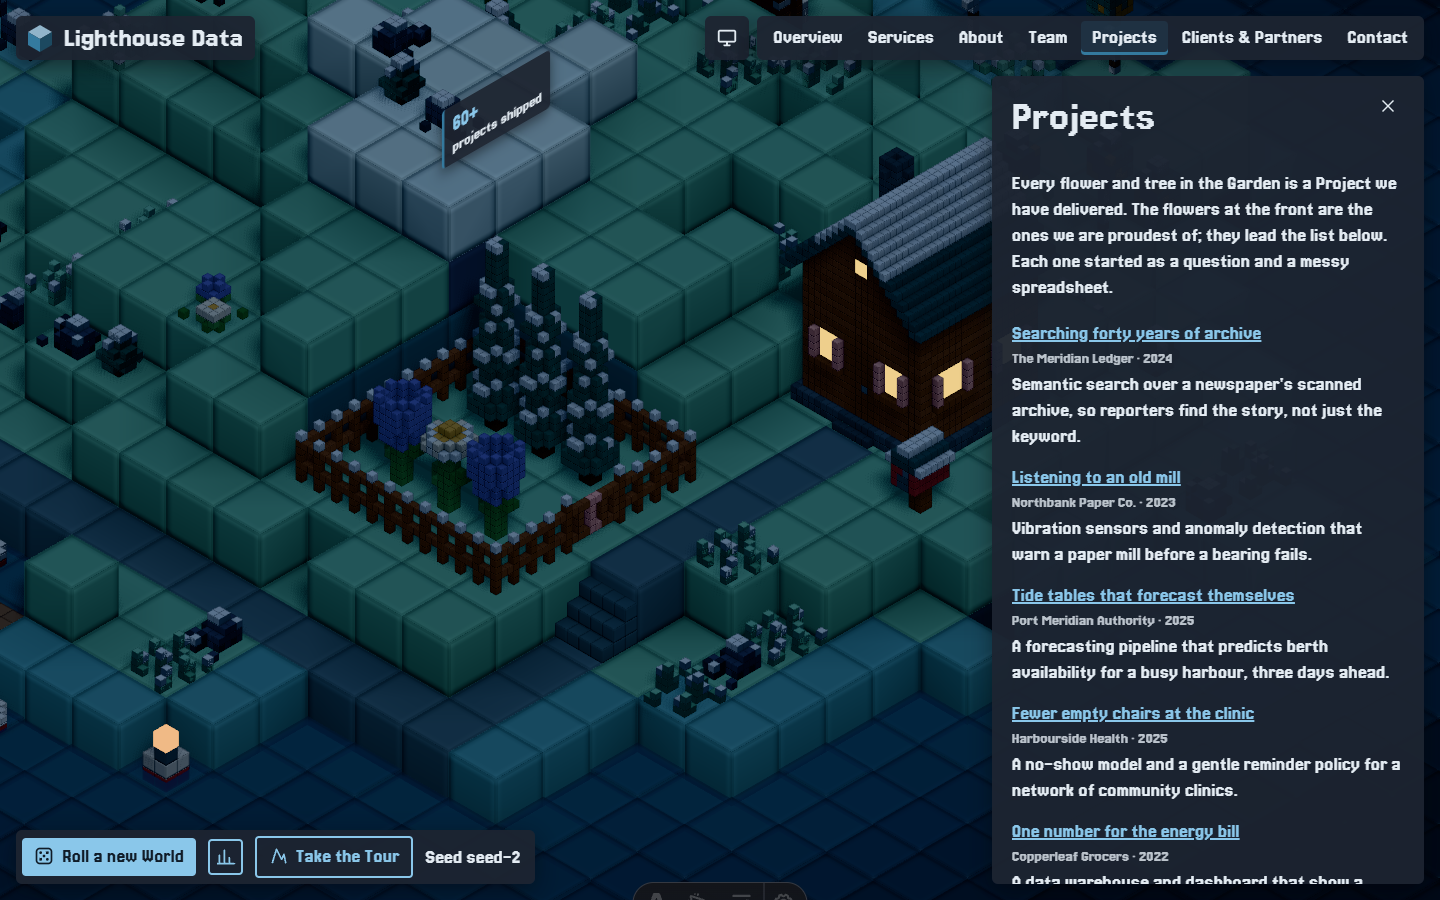 Lighthouse Data
Overview Services About Team Projects Clients & Partners Contact
60+
projects shipped
Projects
Every flower and tree in the Garden is a Project we
have delivered. The flowers at the front are the
ones we are proudest of; they lead the list below.
Each one started as a question and a messy
spreadsheet.
Searching forty years of archive
The Meridian Ledger · 2024
Semantic search over a newspaper's scanned
archive, so reporters find the story, not just the
keyword.
Listening to an old mill
Northbank Paper Co. · 2023
Vibration sensors and anomaly detection that
warn a paper mill before a bearing fails.
Tide tables that forecast themselves
Port Meridian Authority · 2025
A forecasting pipeline that predicts berth
availability for a busy harbour, three days ahead.
Fewer empty chairs at the clinic
Harbourside Health · 2025
A no-show model and a gentle reminder policy for a
network of community clinics.
One number for the energy bill
Copperleaf Grocers · 2022
A data warehouse and dashboard that show a
Roll a new World
Take the Tour
Seed seed-2